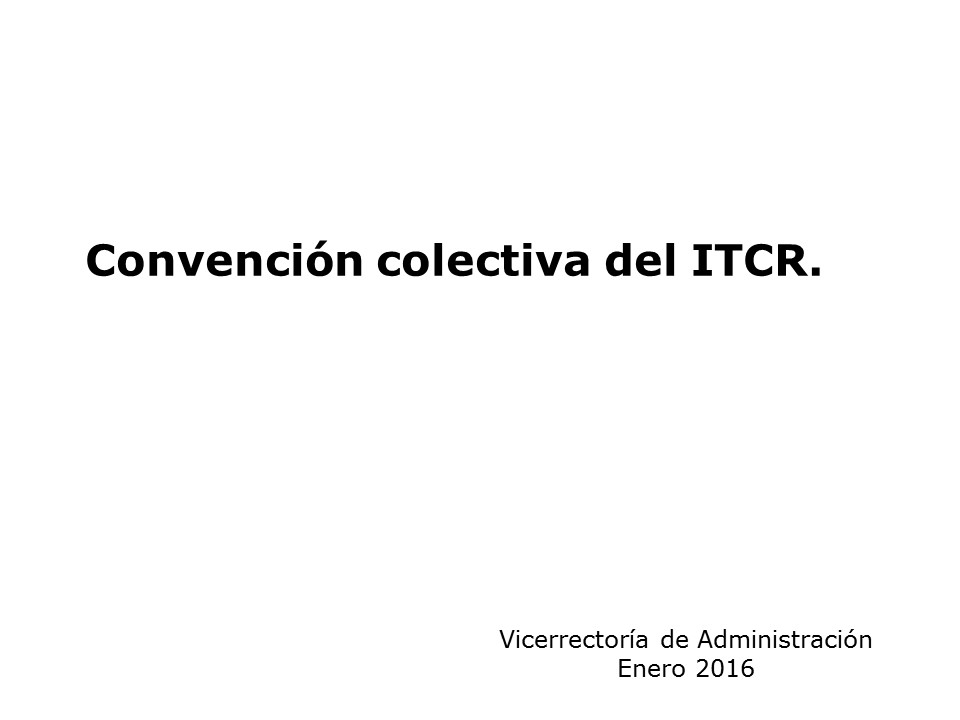 Convención colectiva del ITCR.
Vicerrectoría de Administración
Enero 2016